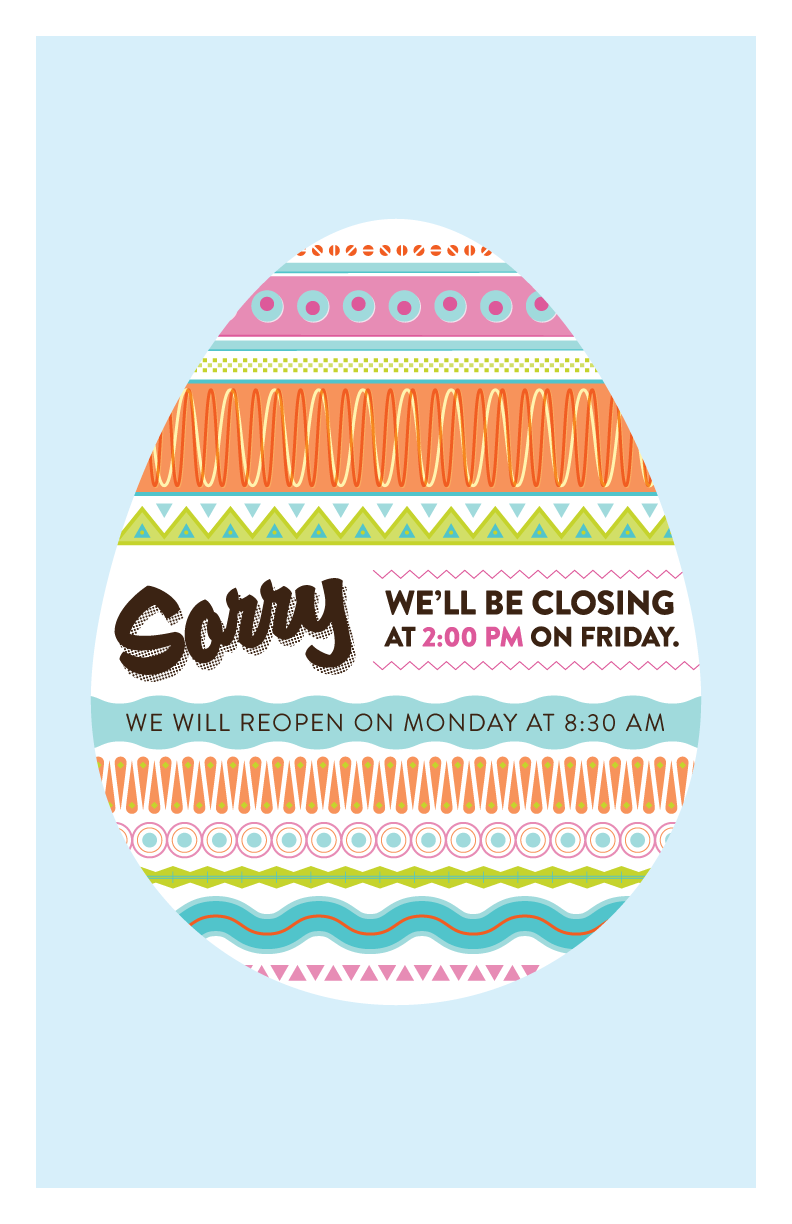 Sorry
WE'LL BE CLOSING
AT 2:00 PM ON FRIDAY.
WE WILL REOPEN ON MONDAY AT 8:30 AM